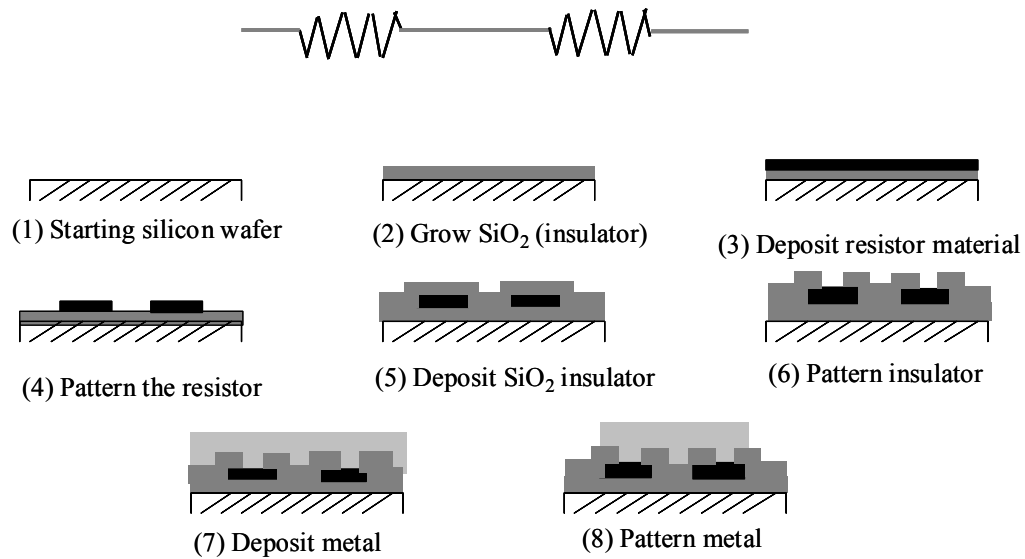 (1) Starting silicon wafer
(2) Grow SiO₂ (insulator)
(3) Deposit resistor material
(4) Pattern the resistor
(5) Deposit SiO₂ insulator
(6) Pattern insulator
(7) Deposit metal
(8) Pattern metal